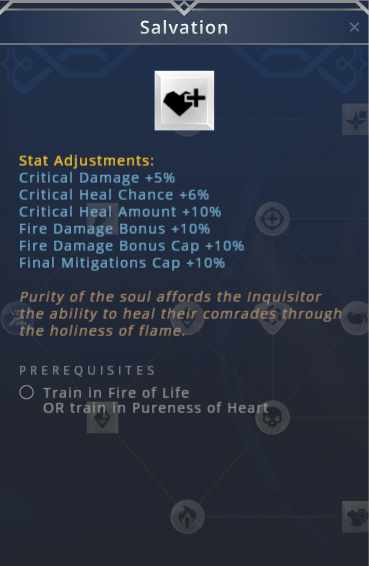 Salvation
Stat Adjustments:
Critical Damage +5%
Critical Heal Chance +6%
Critical Heal Amount +10%
Fire Damage Bonus +10%
Fire Damage Bonus Cap +10%
Final Mitigations Cap +10%
Purity of the soul affords the Inquisitor
the ability to heal their comrades through
the holiness of flame.
PREREQUISITES
Train in Fire of Life
OR train in Pureness of Heart